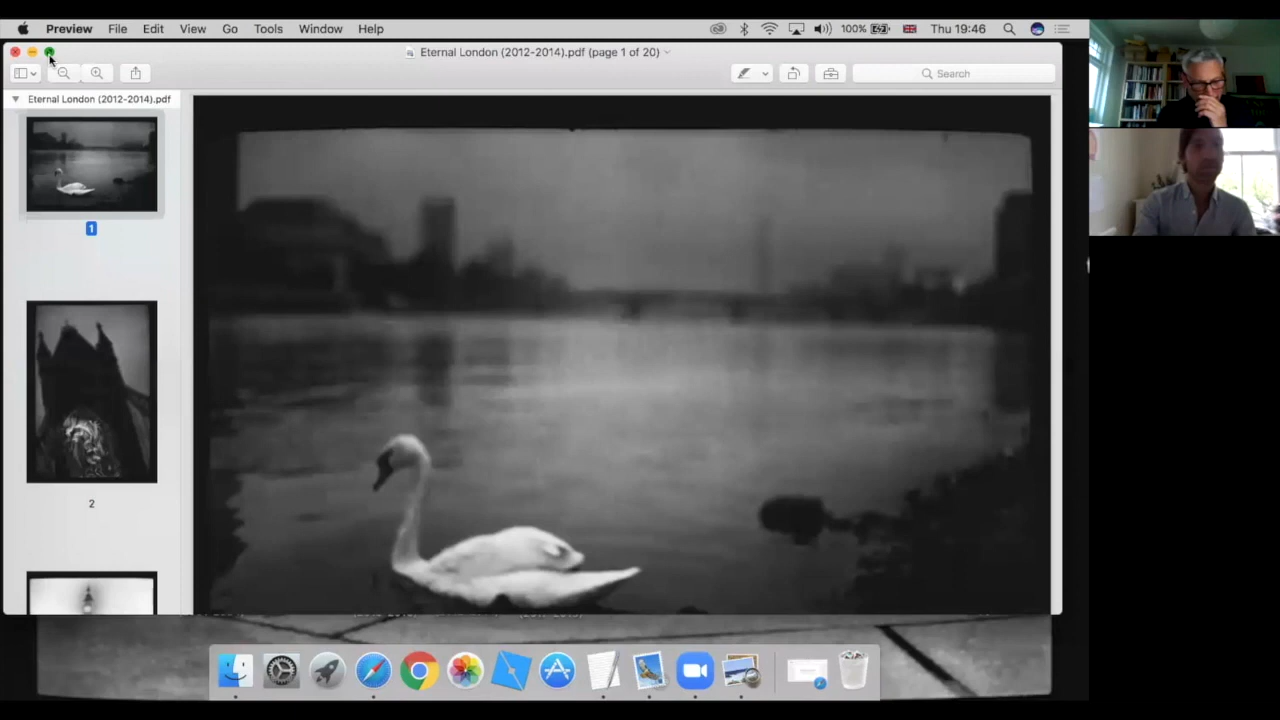 Preview File Edit View Go Tools Window Help 100% Thu 19:46
Eternal London (2012-2014).pdf (page 1 of 20)
Search
Eternal London (2012-2014).pdf
1
2